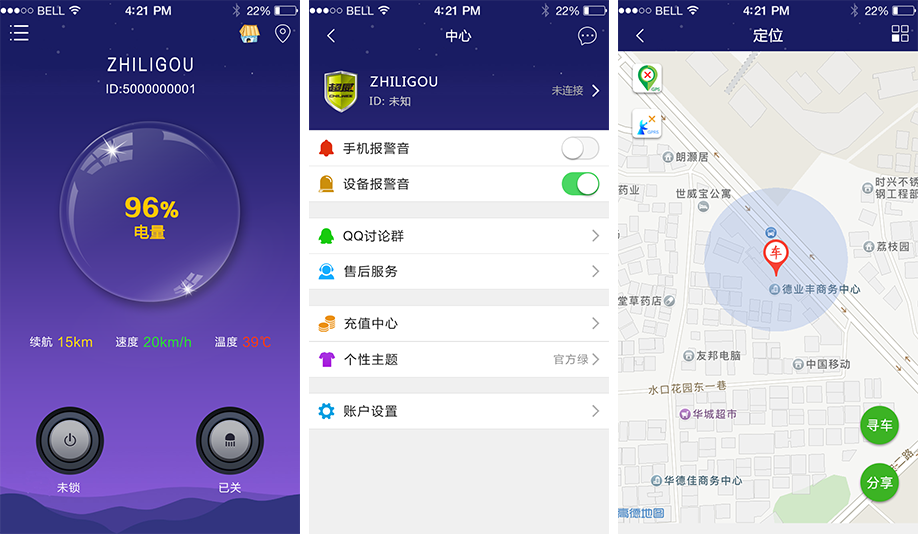 BELL 4:21 PM 22%
ZHILIGOU
ID:5000000001
96%
电量
续航 15km 速度 20km/h 温度 39℃
未锁 已关
BELL 4:21 PM 22%
中心
ZHILIGOU
ID: 未知
未连接
超威
手机报警音
设备报警音
QQ讨论群
售后服务
充值中心
个性主题 官方绿
账户设置
BELL 4:21 PM 22%
定位
GPS
GPRS
朗源居
药业
世威宝公寓
时兴不锈
钢工程部
荔枝园
车
德业丰商务中心
堂草药店
友邦电脑
中国移动
水口花园东一巷
华城超市
寻车
二路
华德佳商务中心
分享
高德地图